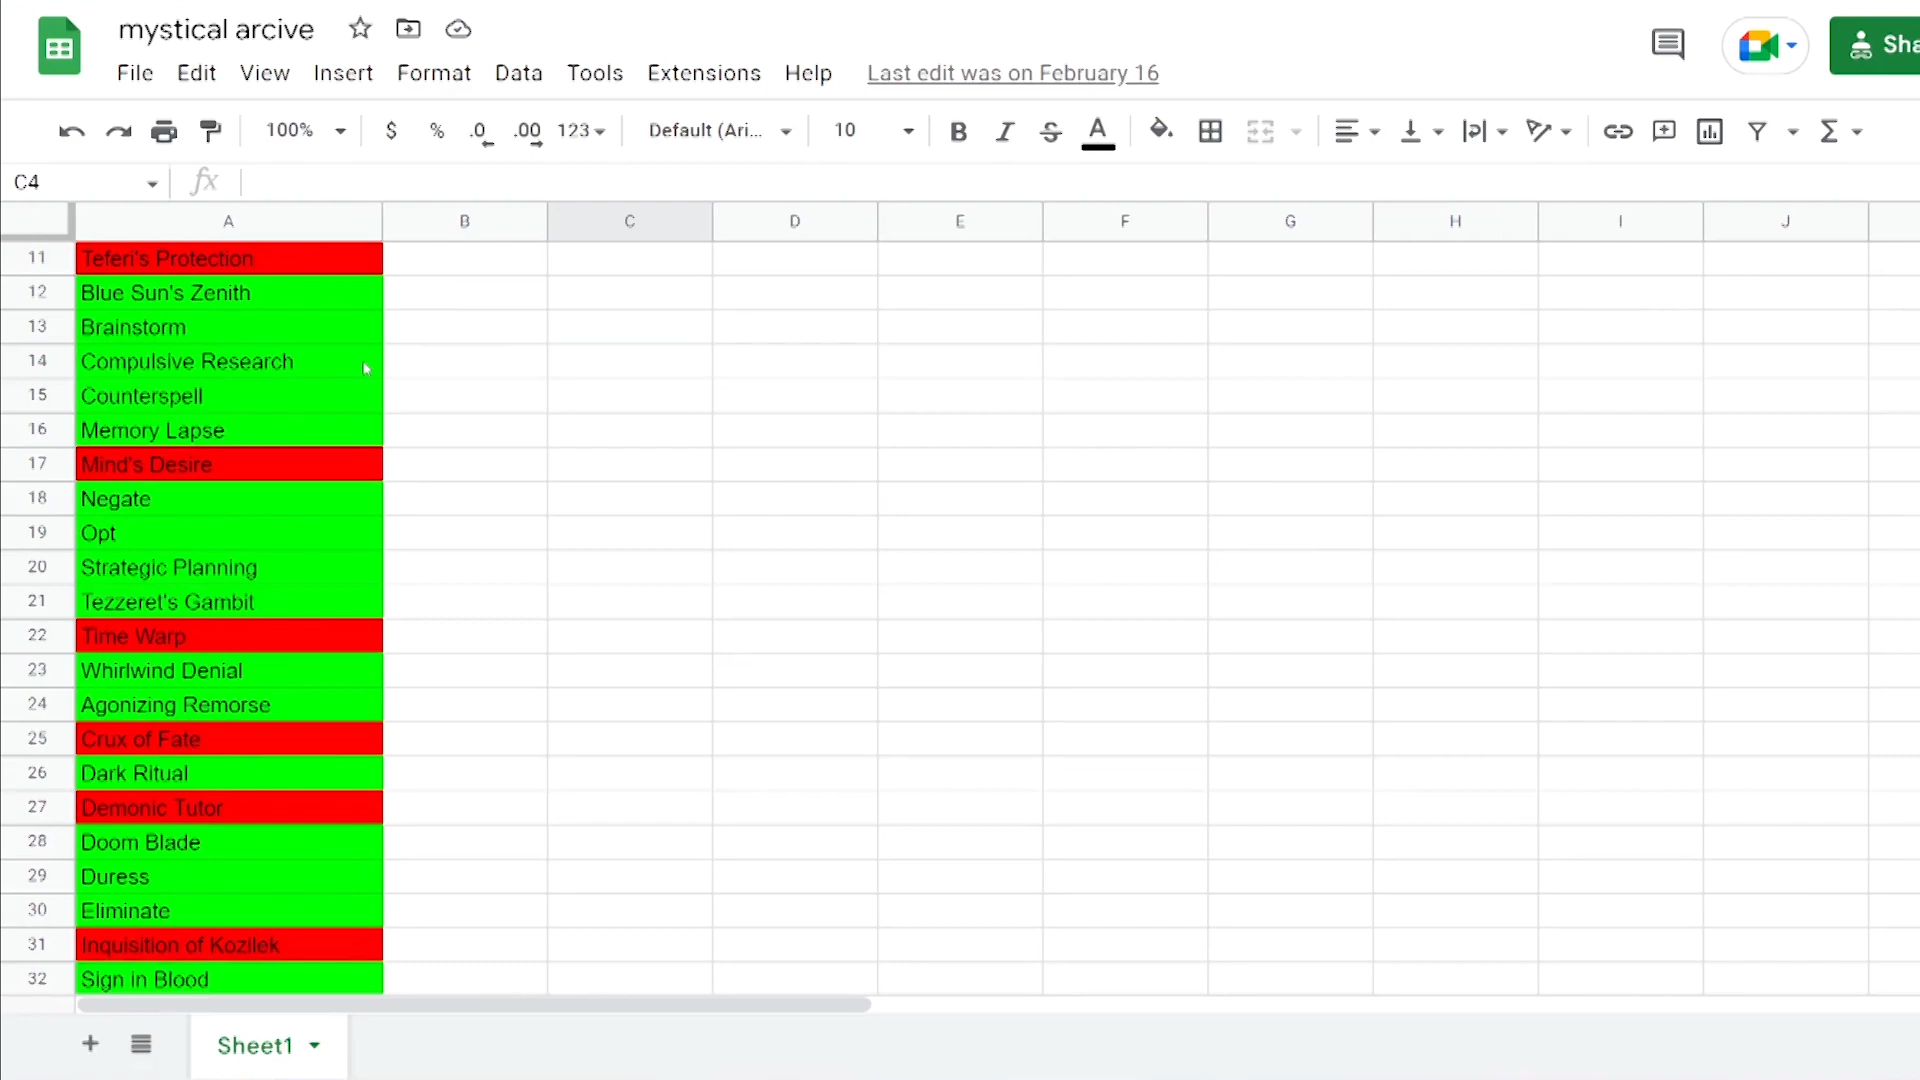 mystical arcive
Sha
File Edit View Insert Format Data Tools Extensions Help Last edit was on February 16
100% $ % .0 .00 123 Default (Ari... 10 B I S A Σ
C4 fx
A B C D E F G H I J
11 Teferi's Protection
12 Blue Sun's Zenith
13 Brainstorm
14 Compulsive Research
15 Counterspell
16 Memory Lapse
17 Mind's Desire
18 Negate
19 Opt
20 Strategic Planning
21 Tezzeret's Gambit
22 Time Warp
23 Whirlwind Denial
24 Agonizing Remorse
25 Crux of Fate
26 Dark Ritual
27 Demonic Tutor
28 Doom Blade
29 Duress
30 Eliminate
31 Inquisition of Kozilek
32 Sign in Blood
+ Sheet1